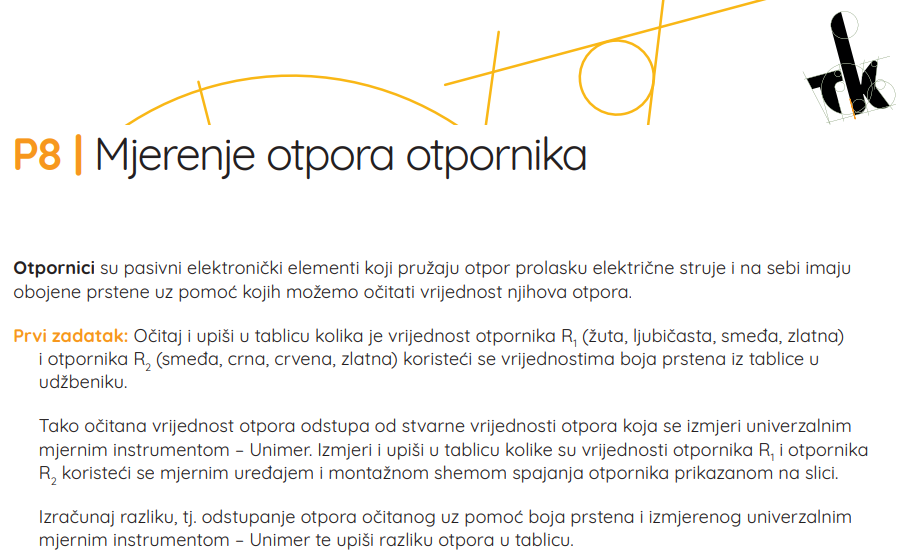 P8 | Mjerenje otpora otpornika
Otpornici su pasivni elektronički elementi koji pružaju otpor prolasku električne struje i na sebi imaju
obojene prstene uz pomoć kojih možemo očitati vrijednost njihova otpora.
Prvi zadatak: Očitaj i upiši u tablicu kolika je vrijednost otpornika R₁ (žuta, ljubičasta, smeđa, zlatna)
i otpornika R₂ (smeđa, crna, crvena, zlatna) koristeći se vrijednostima boja prstena iz tablice u
udžbeniku.
Tako očitana vrijednost otpora odstupa od stvarne vrijednosti otpora koja se izmjeri univerzalnim
mjernim instrumentom – Unimer. Izmjeri i upiši u tablicu kolike su vrijednosti otpornika R₁ i otpornika
R₂ koristeći se mjernim uređajem i montažnom shemom spajanja otpornika prikazanom na slici.
Izračunaj razliku, tj. odstupanje otpora očitanog uz pomoć boja prstena i izmjerenog univerzalnim
mjernim instrumentom – Unimer te upiši razliku otpora u tablicu.